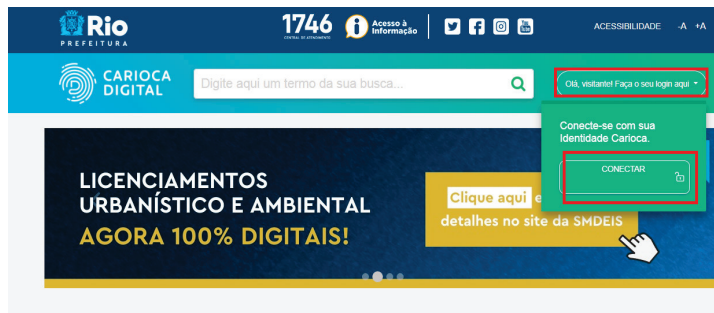 Rio
PREFEITURA
1746
CENTRAL DE ATENDIMENTO
Acesso à
Informação
ACESSIBILIDADE -A +A
CARIOCA
DIGITAL
Digite aqui um termo da sua busca...
Olá, visitante! Faça o seu login aqui
Conecte-se com sua
Identidade Carioca.
CONECTAR
LICENCIAMENTOS
URBANÍSTICO E AMBIENTAL
AGORA 100% DIGITAIS!
Clique aqui e
detalhes no site da SMDEIS